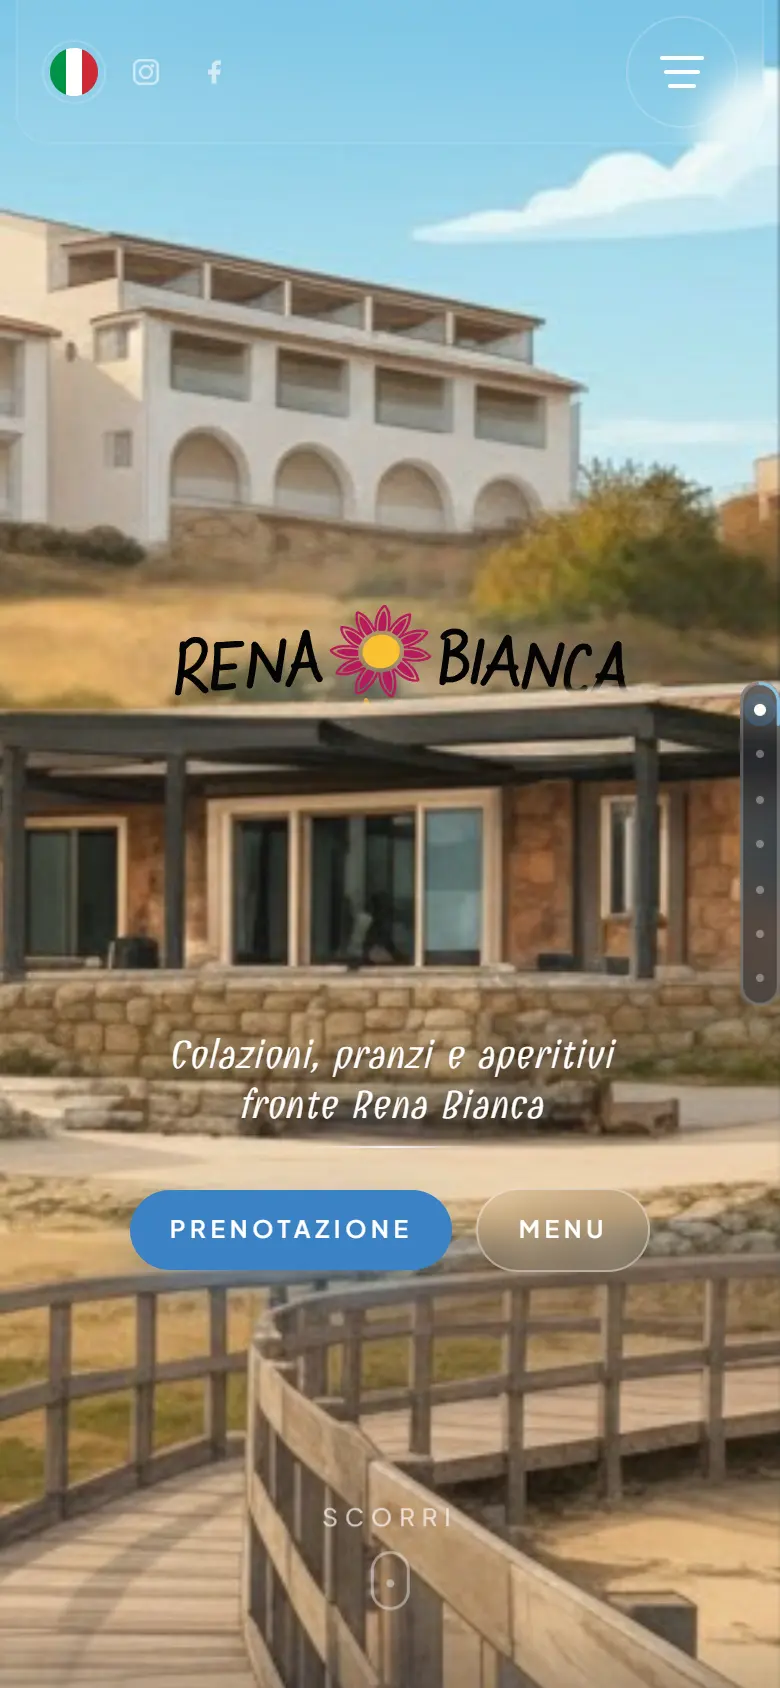 RENA BIANCA
Colazioni, pranzi e aperitivi
fronte Rena Bianca
PRENOTAZIONE
MENU
SCORRI